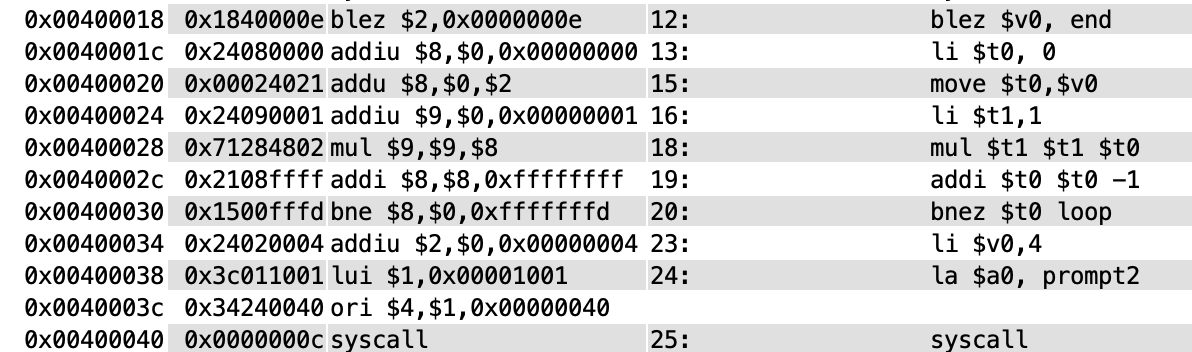 0x00400018 0x1840000e blez $2,0x0000000e 12: blez $v0, end
0x0040001c 0x24080000 addiu $8,$0,0x00000000 13: li $t0, 0
0x00400020 0x00024021 addu $8,$0,$2 15: move $t0,$v0
0x00400024 0x24090001 addiu $9,$0,0x00000001 16: li $t1,1
0x00400028 0x71284802 mul $9,$9,$8 18: mul $t1 $t1 $t0
0x0040002c 0x2108ffff addi $8,$8,0xffffffff 19: addi $t0 $t0 -1
0x00400030 0x1500fffd bne $8,$0,0xfffffffd 20: bnez $t0 loop
0x00400034 0x24020004 addiu $2,$0,0x00000004 23: li $v0,4
0x00400038 0x3c011001 lui $1,0x00001001 24: la $a0, prompt2
0x0040003c 0x34240040 ori $4,$1,0x00000040
0x00400040 0x0000000c syscall 25: syscall